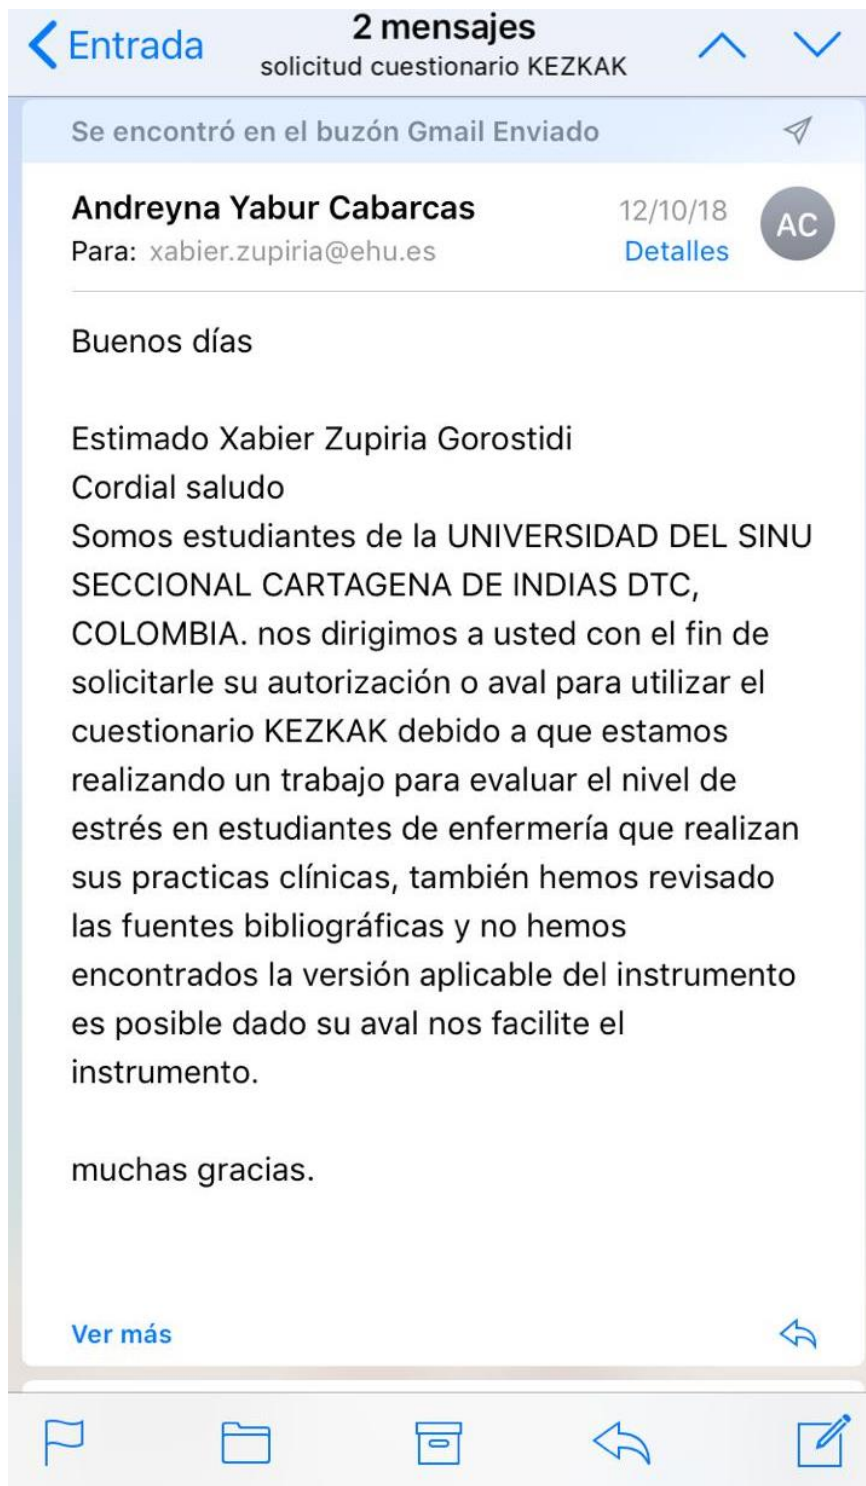 Entrada
2 mensajes
solicitud cuestionario KEZKAK
Se encontró en el buzón Gmail Enviado
Andreyna Yabur Cabarcas
12/10/18
AC
Para: xabier.zupiria@ehu.es
Detalles
Buenos días
Estimado Xabier Zupiria Gorostidi
Cordial saludo
Somos estudiantes de la UNIVERSIDAD DEL SINU
SECCIONAL CARTAGENA DE INDIAS DTC,
COLOMBIA. nos dirigimos a usted con el fin de
solicitarle su autorización o aval para utilizar el
cuestionario KEZKAK debido a que estamos
realizando un trabajo para evaluar el nivel de
estrés en estudiantes de enfermería que realizan
sus practicas clínicas, también hemos revisado
las fuentes bibliográficas y no hemos
encontrados la versión aplicable del instrumento
es posible dado su aval nos facilite el
instrumento.
muchas gracias.
Ver más